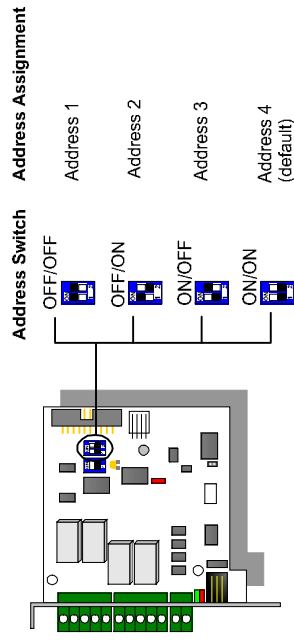 Address Switch
Address Assignment
OFF/OFF
Address 1
OFF/ON
Address 2
ON/OFF
Address 3
ON/ON
Address 4
(default)